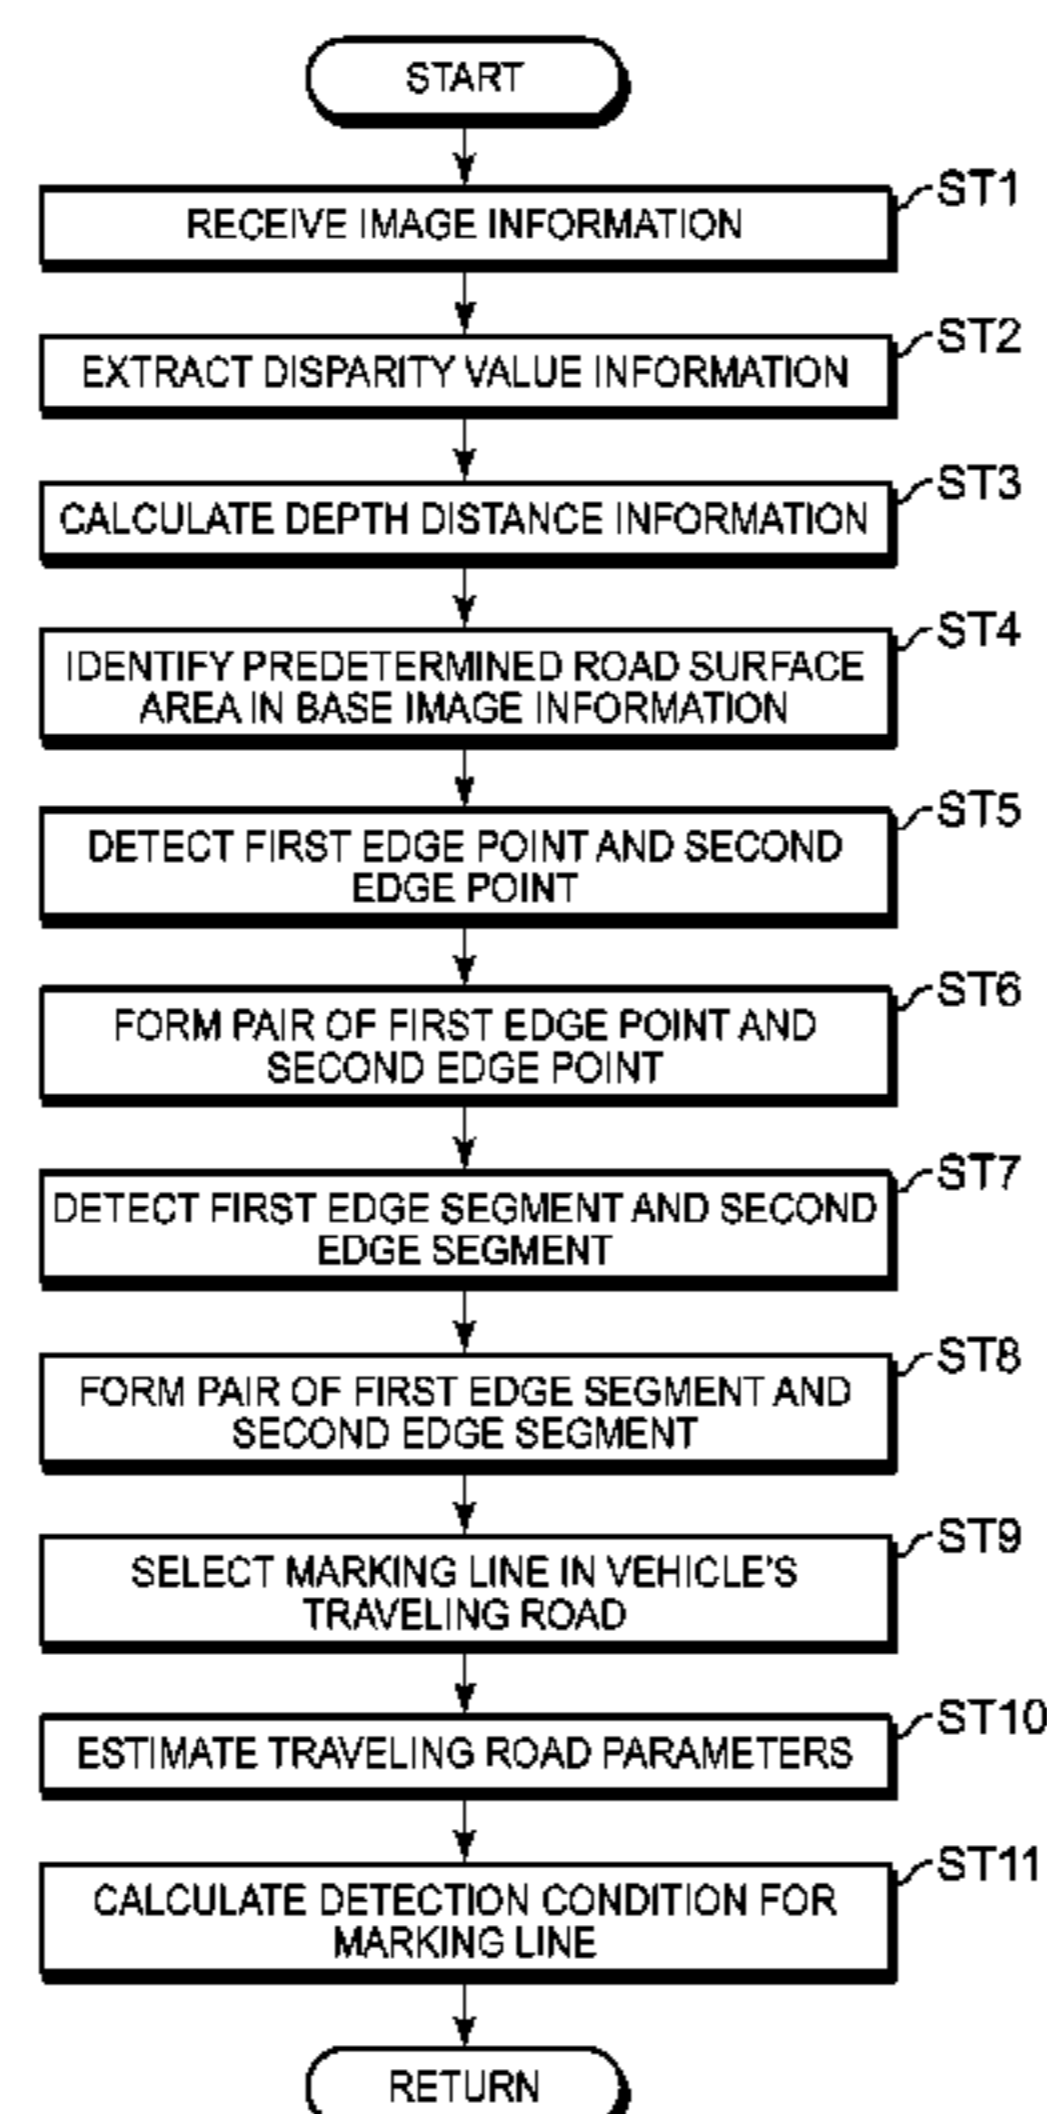 START
ST1
RECEIVE IMAGE INFORMATION
ST2
EXTRACT DISPARITY VALUE INFORMATION
ST3
CALCULATE DEPTH DISTANCE INFORMATION
ST4
IDENTIFY PREDETERMINED ROAD SURFACE
AREA IN BASE IMAGE INFORMATION
ST5
DETECT FIRST EDGE POINT AND SECOND
EDGE POINT
ST6
FORM PAIR OF FIRST EDGE POINT AND
SECOND EDGE POINT
ST7
DETECT FIRST EDGE SEGMENT AND SECOND
EDGE SEGMENT
ST8
FORM PAIR OF FIRST EDGE SEGMENT AND
SECOND EDGE SEGMENT
ST9
SELECT MARKING LINE IN VEHICLE'S
TRAVELING ROAD
ST10
ESTIMATE TRAVELING ROAD PARAMETERS
ST11
CALCULATE DETECTION CONDITION FOR
MARKING LINE
RETURN